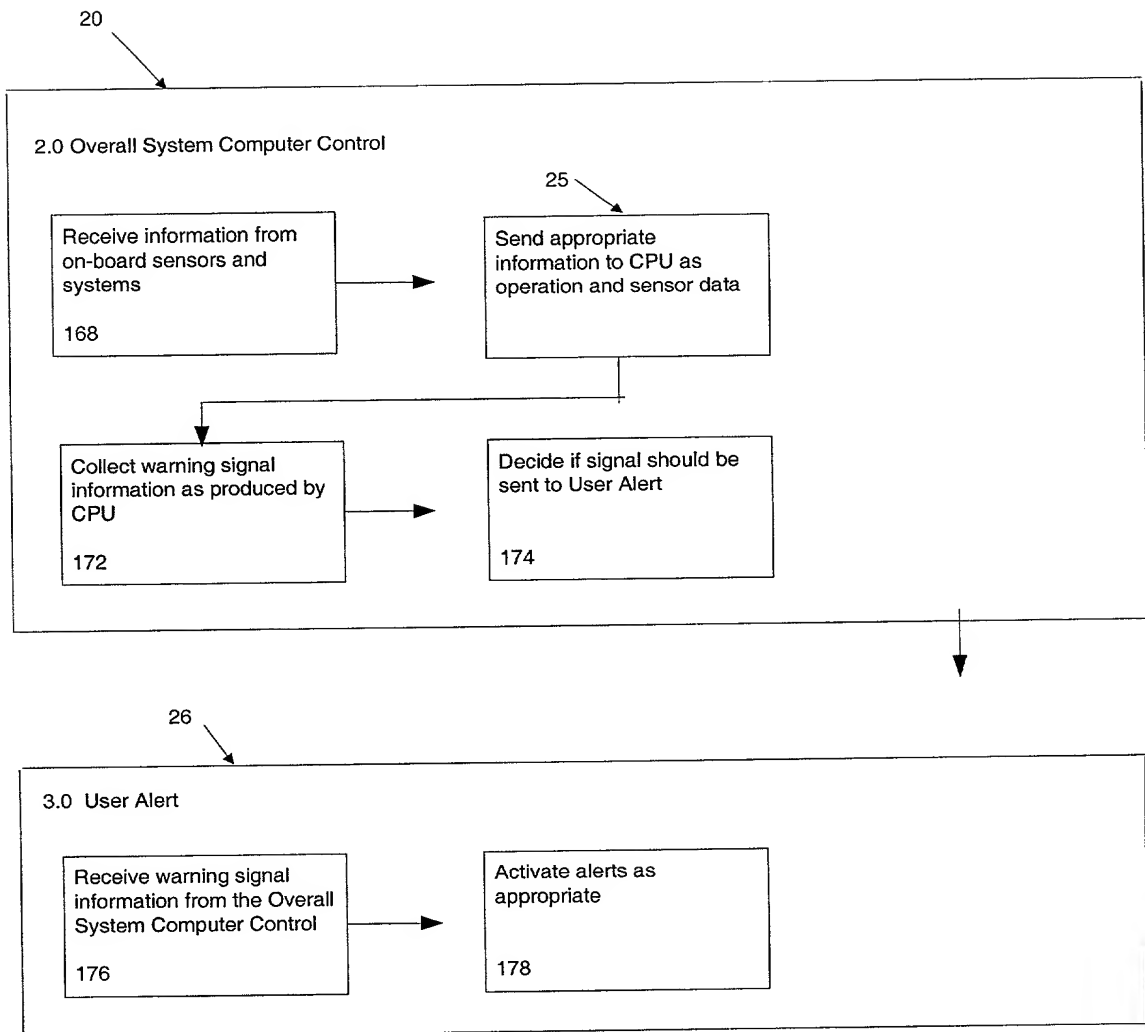 20
2.0 Overall System Computer Control
25
Receive information from
on-board sensors and
systems
168
Send appropriate
information to CPU as
operation and sensor data
Collect warning signal
information as produced by
CPU
172
Decide if signal should be
sent to User Alert
174
26
3.0 User Alert
Receive warning signal
information from the Overall
System Computer Control
176
Activate alerts as
appropriate
178